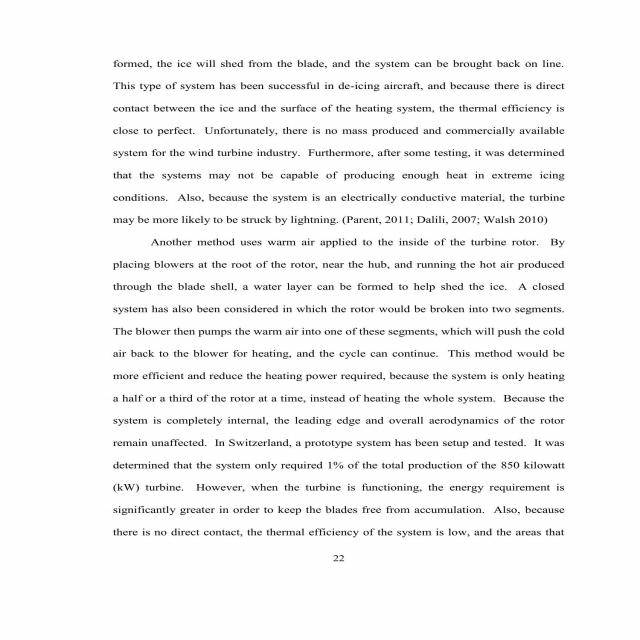 formed, the ice will shed from the blade, and the system can be brought back on line.
This type of system has been successful in de-icing aircraft, and because there is direct
contact between the ice and the surface of the heating system, the thermal efficiency is
close to perfect. Unfortunately, there is no mass produced and commercially available
system for the wind turbine industry. Furthermore, after some testing, it was determined
that the systems may not be capable of producing enough heat in extreme icing
conditions. Also, because the system is an electrically conductive material, the turbine
may be more likely to be struck by lightning. (Parent, 2011; Dalili, 2007; Walsh 2010)
Another method uses warm air applied to the inside of the turbine rotor. By
placing blowers at the root of the rotor, near the hub, and running the hot air produced
through the blade shell, a water layer can be formed to help shed the ice. A closed
system has also been considered in which the rotor would be broken into two segments.
The blower then pumps the warm air into one of these segments, which will push the cold
air back to the blower for heating, and the cycle can continue. This method would be
more efficient and reduce the heating power required, because the system is only heating
a half or a third of the rotor at a time, instead of heating the whole system. Because the
system is completely internal, the leading edge and overall aerodynamics of the rotor
remain unaffected. In Switzerland, a prototype system has been setup and tested. It was
determined that the system only required 1% of the total production of the 850 kilowatt
(kW) turbine. However, when the turbine is functioning, the energy requirement is
significantly greater in order to keep the blades free from accumulation. Also, because
there is no direct contact, the thermal efficiency of the system is low, and the areas that
22